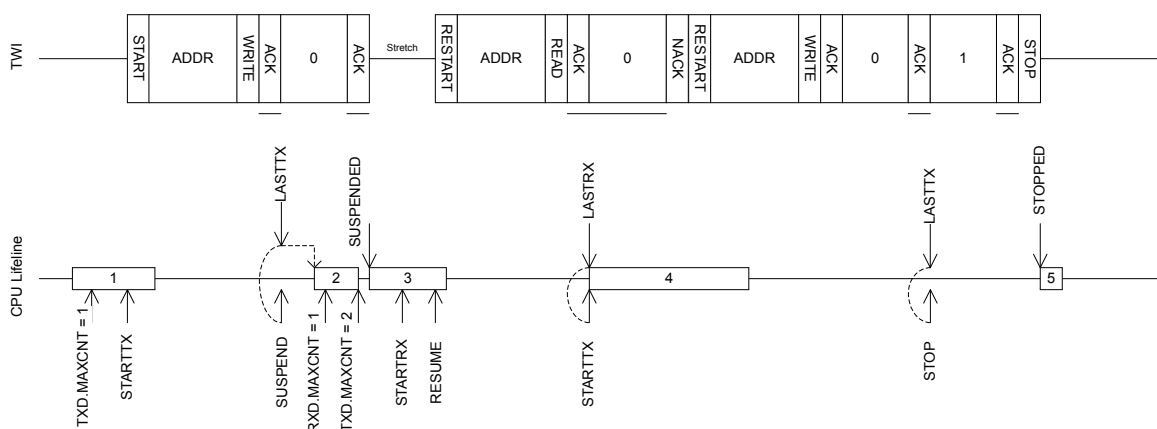 TWI
START
ADDR
WRITE
ACK
0
ACK
Stretch
RESTART
ADDR
READ
ACK
0
NACK
RESTART
ADDR
WRITE
ACK
0
ACK
1
ACK
STOP
LASTTX
SUSPENDED
LASTRX
LASTTX
STOPPED
CPU Lifeline
1
2
3
4
5
TXD.MAXCNT = 1
STARTTX
SUSPEND
RXD.MAXCNT = 1
TXD.MAXCNT = 2
STARTRX
RESUME
STARTTX
STOP